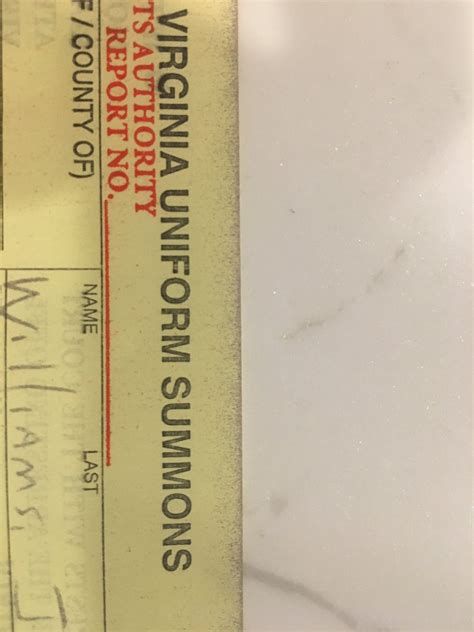 VIRGINIA UNIFORM SUMMONS
TS AUTHORITY
REPORT NO.
F / COUNTY OF)
NAME LAST
Williams, J